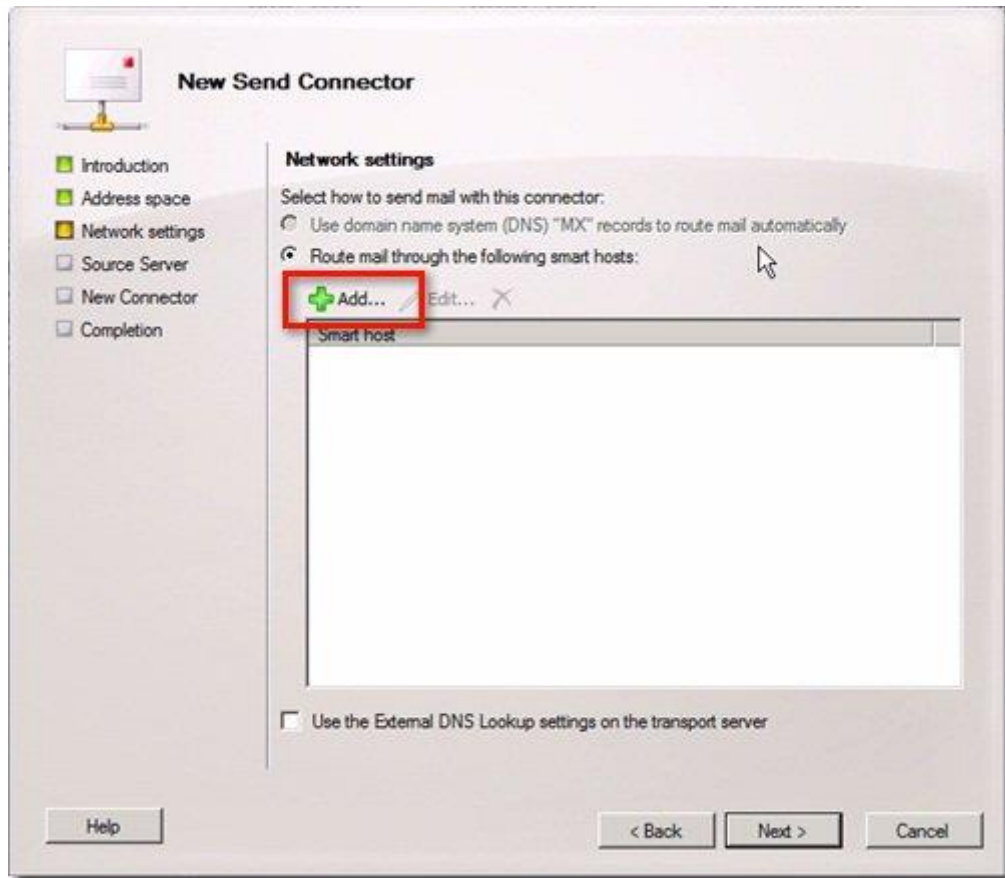 New Send Connector
Introduction
Address space
Network settings
Source Server
New Connector
Completion
Network settings
Select how to send mail with this connector:
Use domain name system (DNS) "MX" records to route mail automatically
Route mail through the following smart hosts:
Add... Edit...
Smart host
Use the External DNS Lookup settings on the transport server
Help < Back Next > Cancel